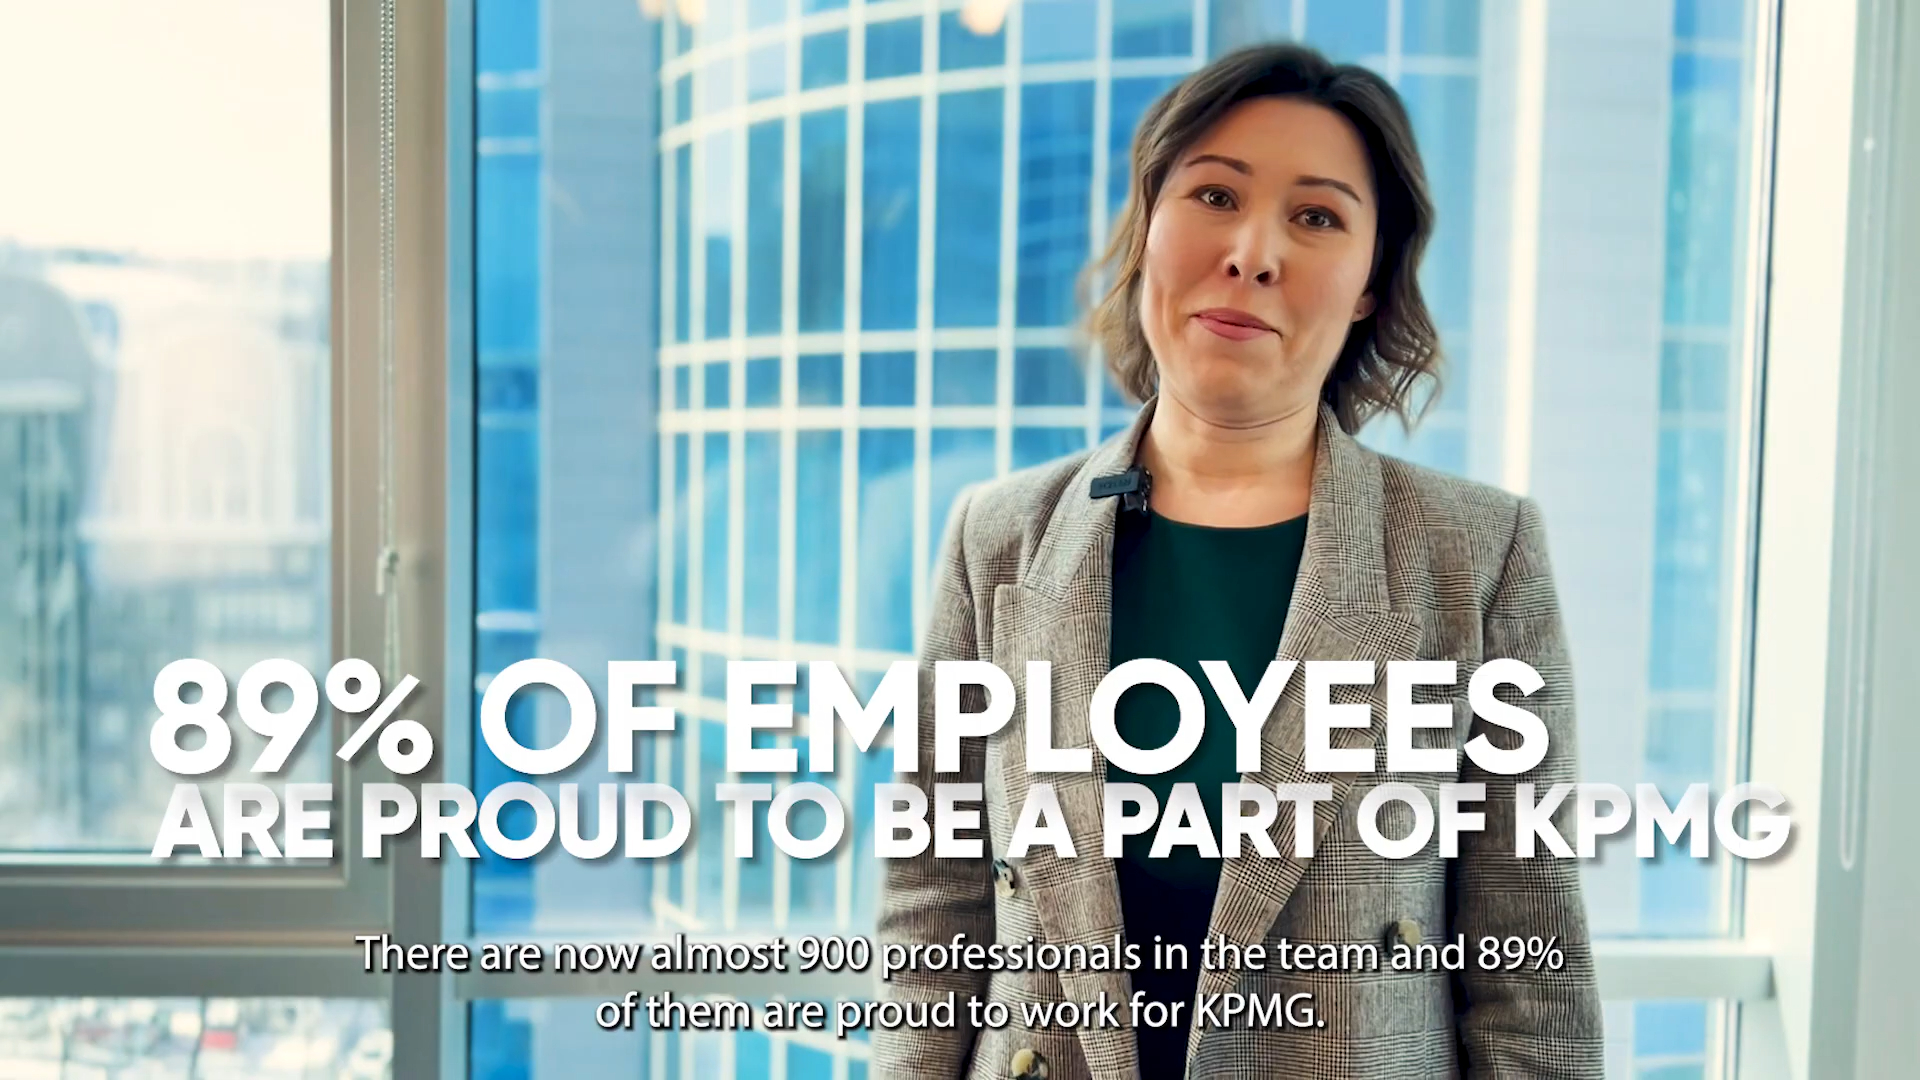 89% OF EMPLOYEES
ARE PROUD TO BE A PART OF KPMG
There are now almost 900 professionals in the team and 89%
of them are proud to work for KPMG.